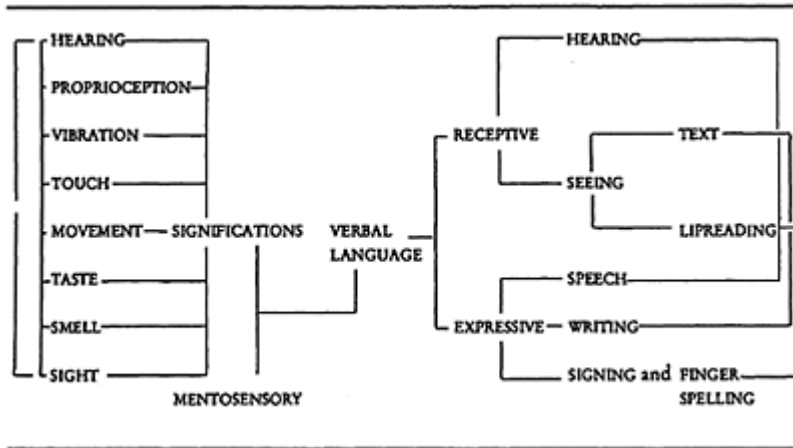 HEARING
PROPRIOCEPTION
VIBRATION
TOUCH
MOVEMENT
TASTE
SMELL
SIGHT
SIGNIFICATIONS
MENTOSENSORY
VERBAL
LANGUAGE
RECEPTIVE
EXPRESSIVE
HEARING
SEEING
TEXT
LIPREADING
SPEECH
WRITING
SIGNING and FINGER
SPELLING